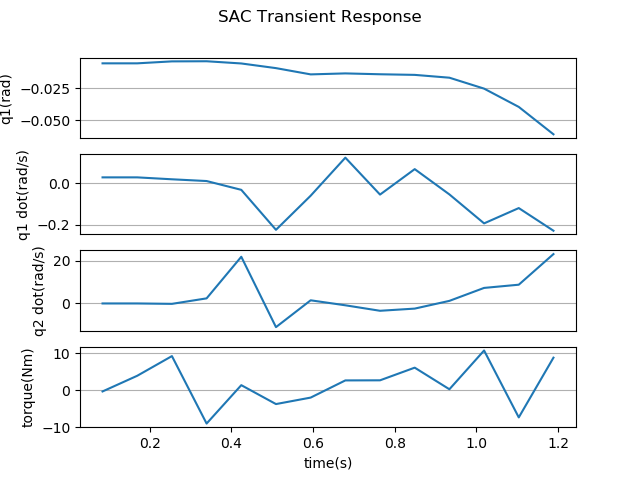 SAC Transient Response
q1(rad)
−0.025
−0.050
q1 dot(rad/s)
0.0
−0.2
q2 dot(rad/s)
20
0
torque(Nm)
10
0
−10
0.2 0.4 0.6 0.8 1.0 1.2
time(s)